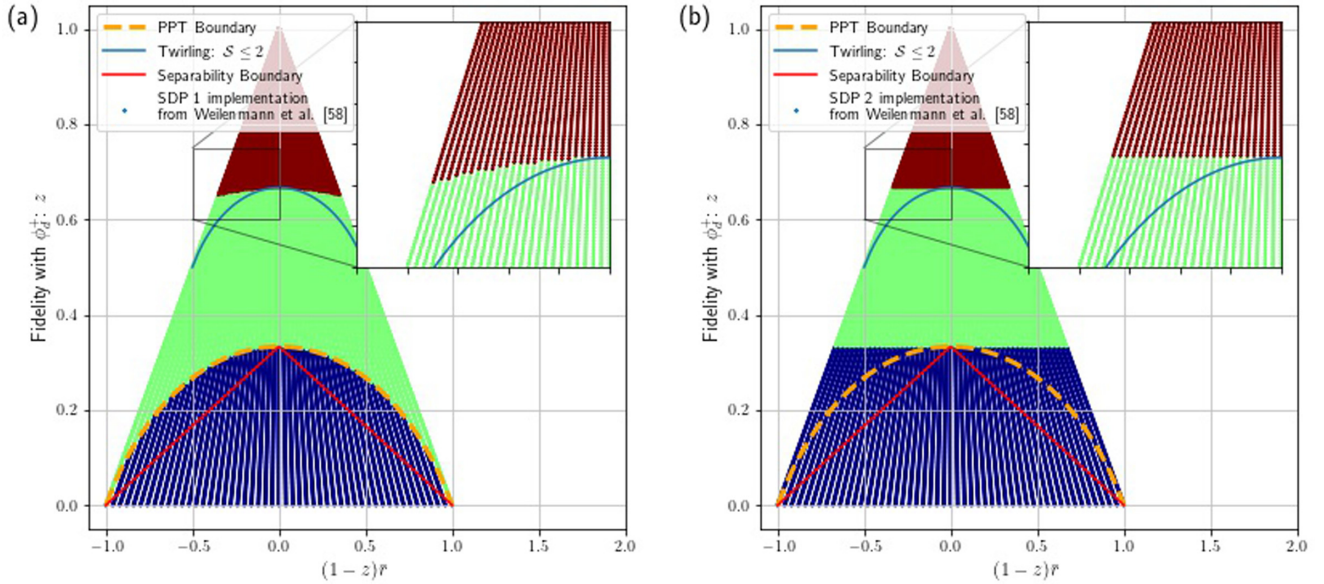 (a)
PPT Boundary
Twirling: 𝒮 ≤ 2
Separability Boundary
SDP 1 implementation
from Weilenmann et al. [58]
1.0
0.8
0.6
0.4
0.2
0.0
Fidelity with ϕ_d^+: z
−1.0 −0.5 0.0 0.5 1.0 1.5 2.0
(1 − z)r̄
(b)
PPT Boundary
Twirling: 𝒮 ≤ 2
Separability Boundary
SDP 2 implementation
from Weilenmann et al. [58]
1.0
0.8
0.6
0.4
0.2
0.0
Fidelity with ϕ_d^+: z
−1.0 −0.5 0.0 0.5 1.0 1.5 2.0
(1 − z)r̄